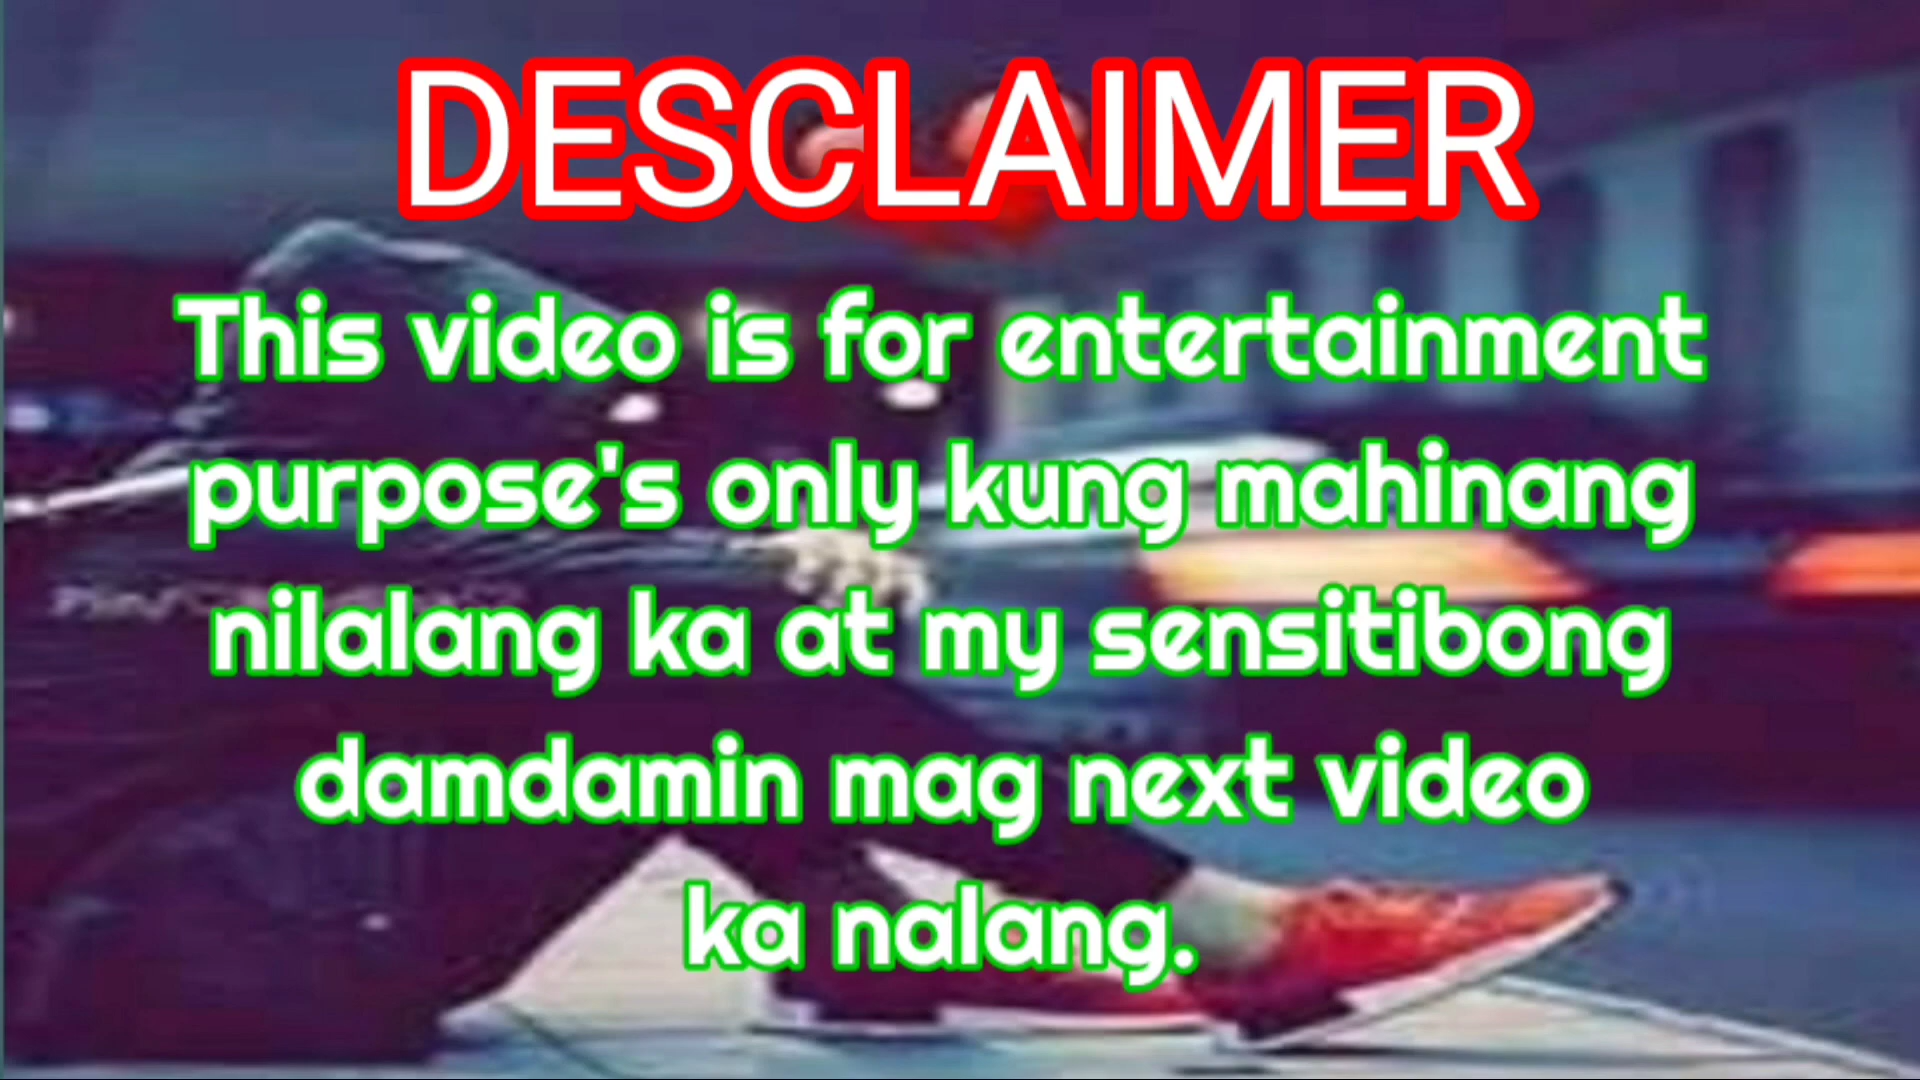 DESCLAIMER
This video is for entertainment
purpose's only kung mahinang
nilalang ka at my sensitibong
damdamin mag next video
ka nalang.